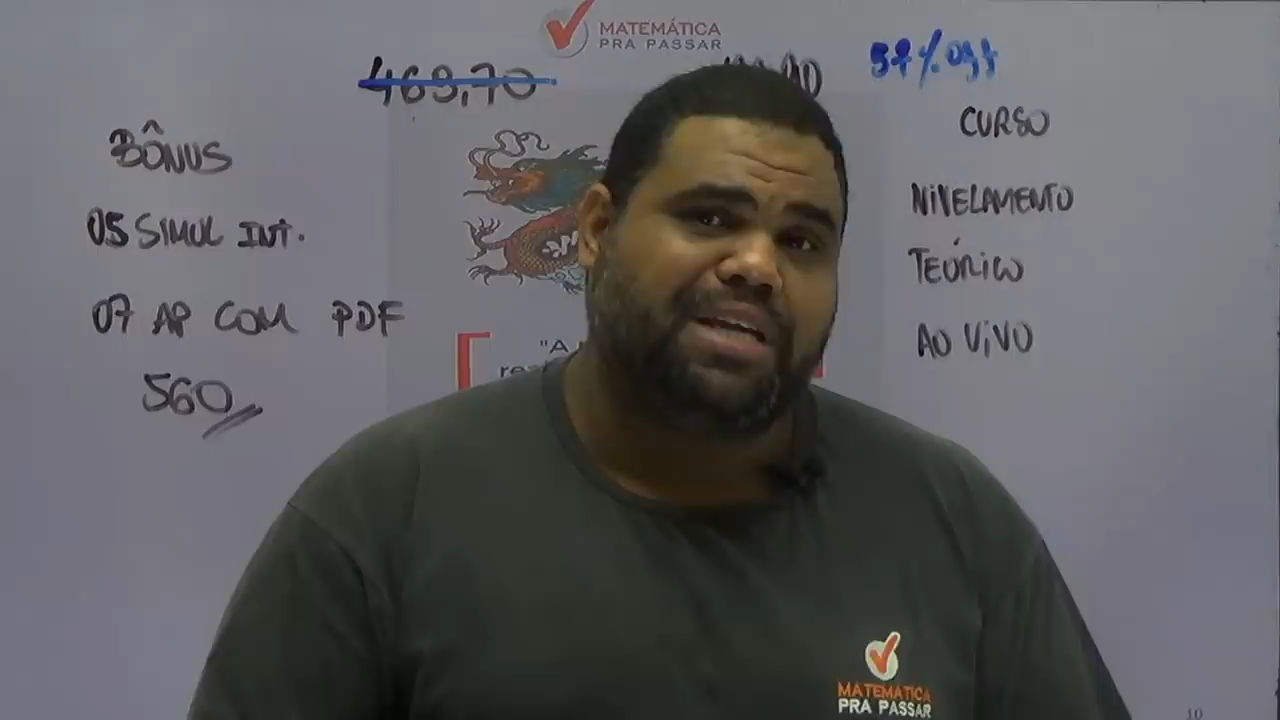 MATEMÁTICA
PRA PASSAR
469,70
57%
CURSO
BÔNUS
NIVELAMENTO
05 SIMUL INT.
TEÓRICO
07 AP COM PDF
AO VIVO
"A
560
MATEMÁTICA
PRA PASSAR
10